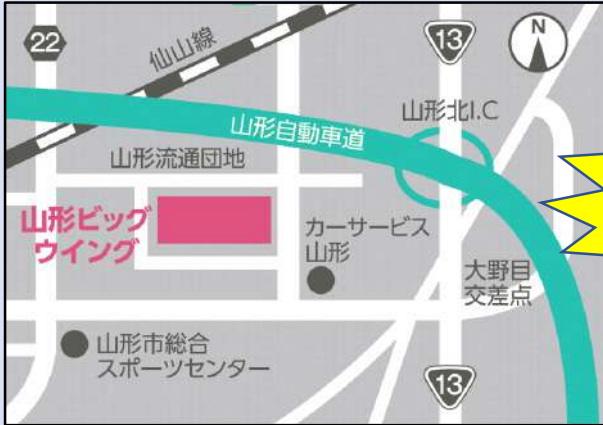 22
仙山線
13
N
山形北I.C
山形自動車道
山形流通団地
山形ビッグ
ウイング
カーサービス
山形
大野目
交差点
山形市総合
スポーツセンター
13